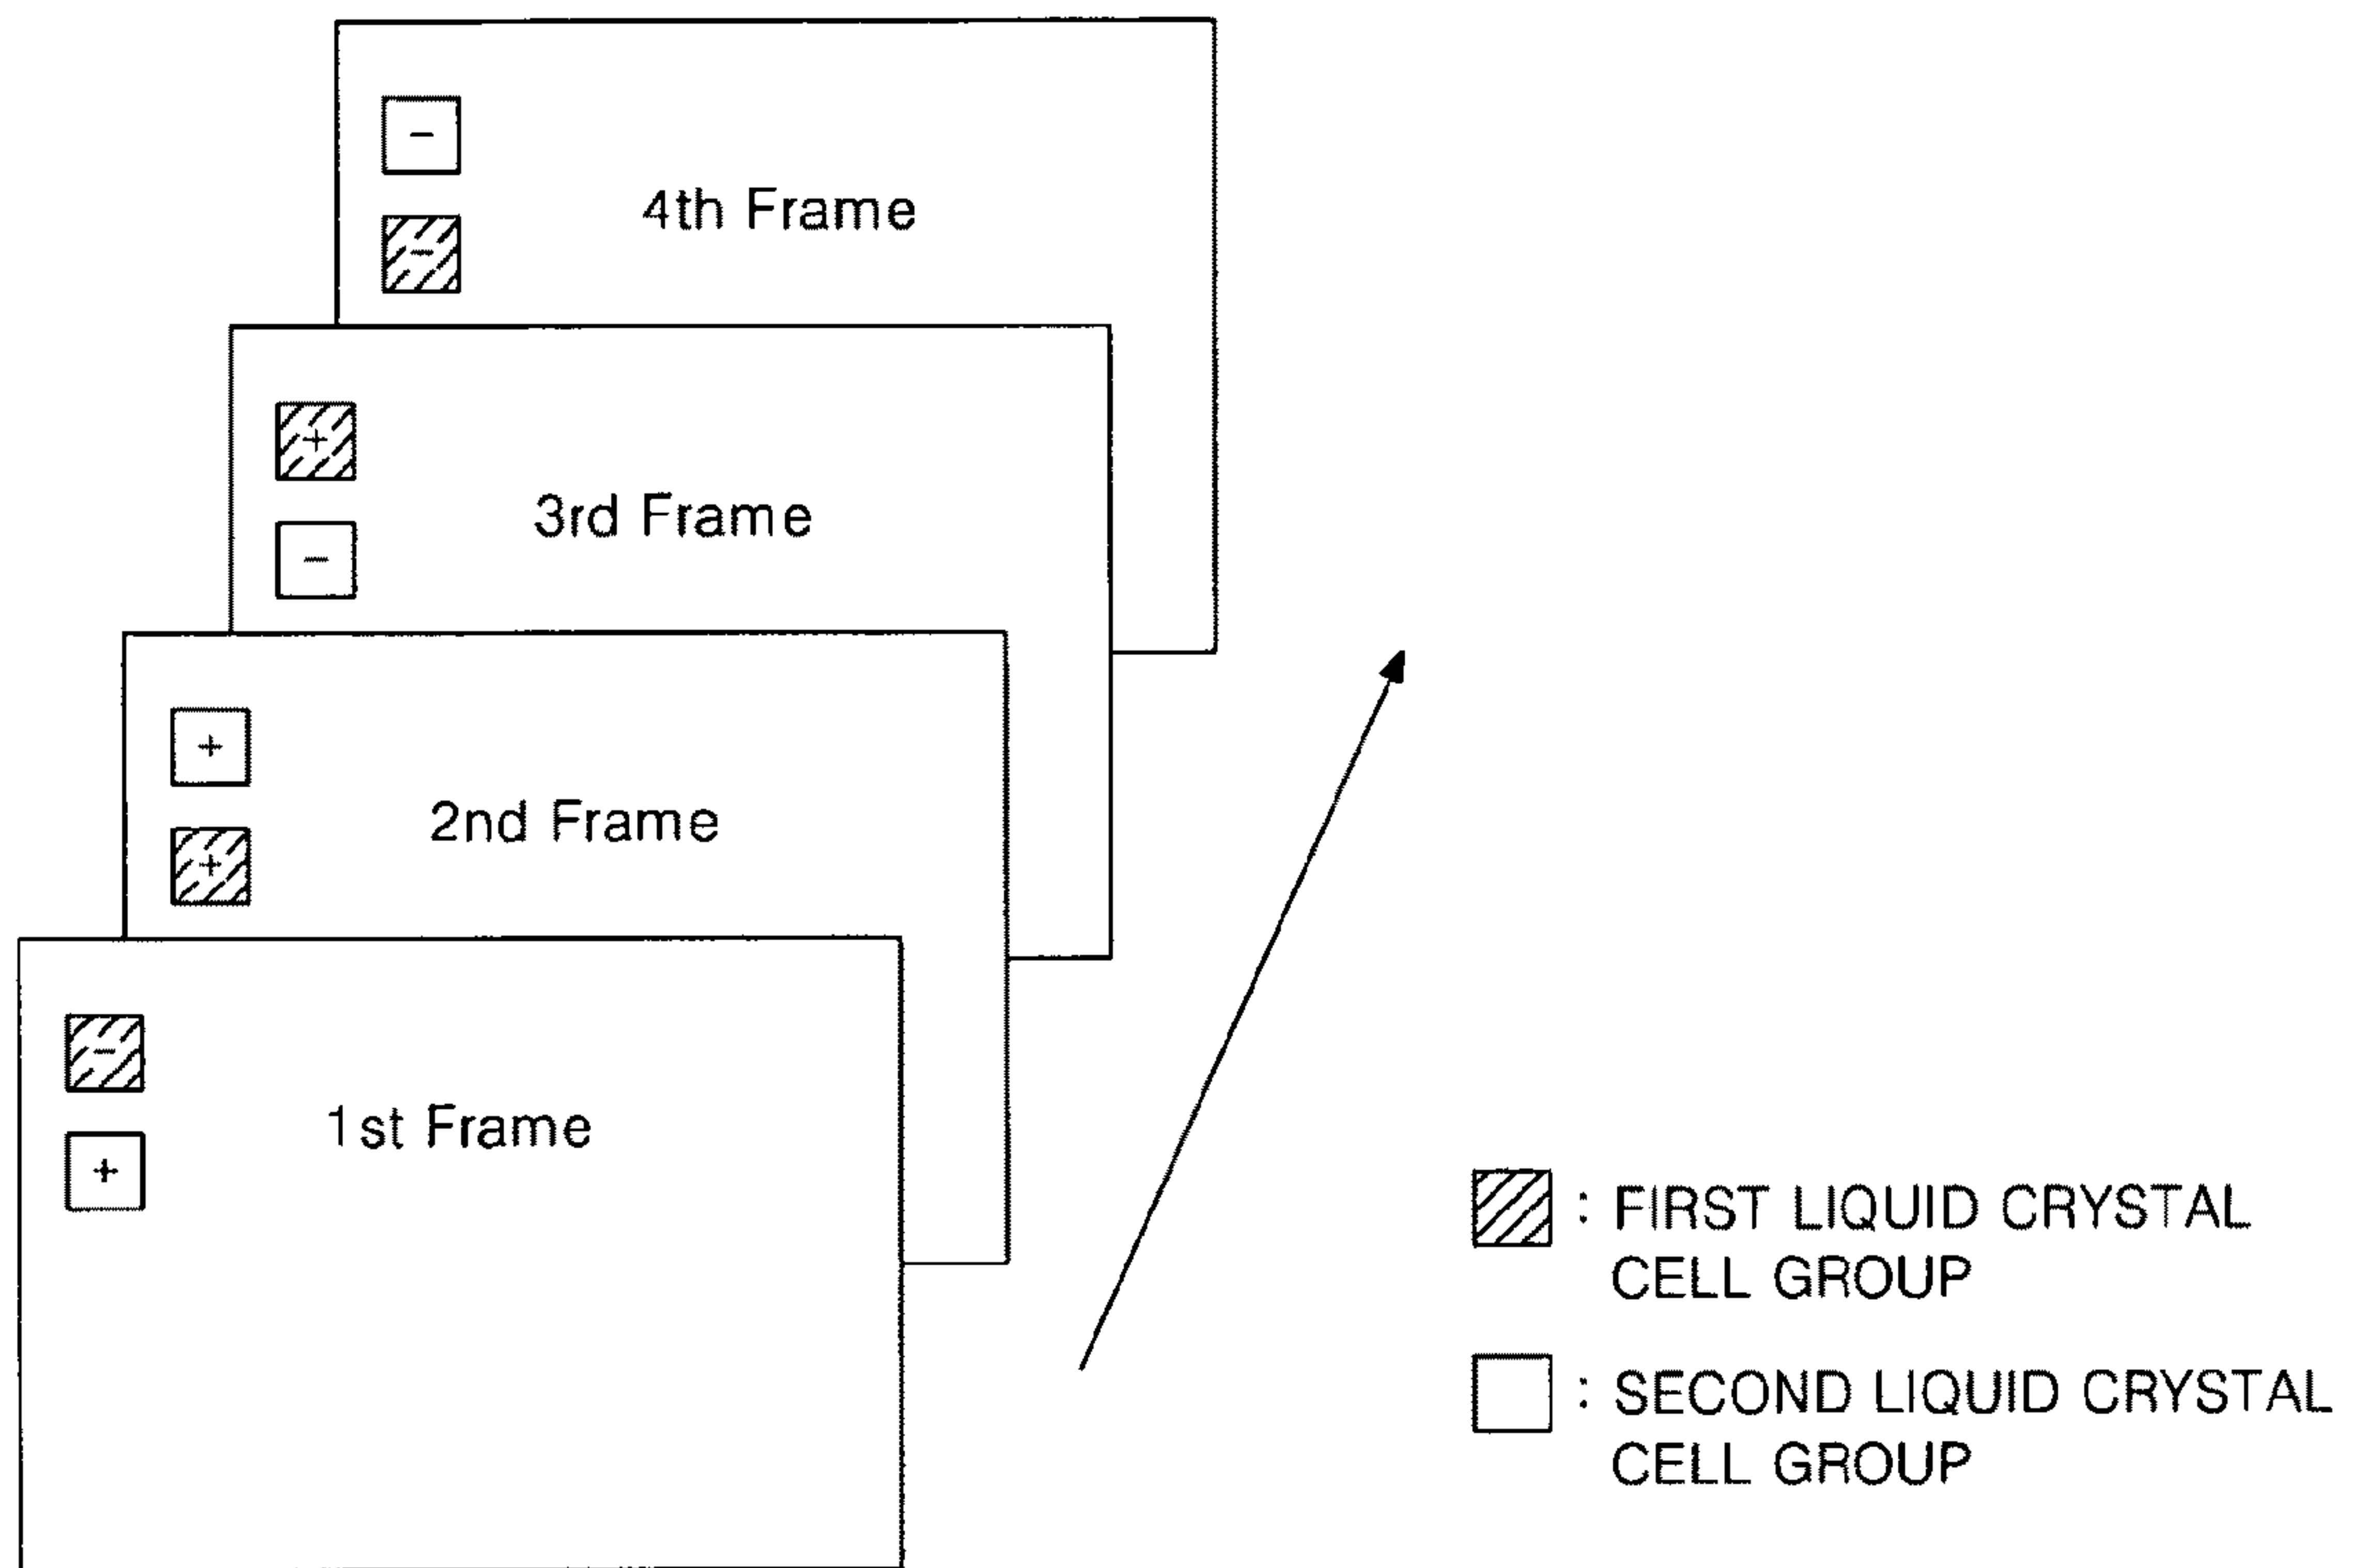 -
4th Frame
-
+
3rd Frame
-
+
2nd Frame
+
-
1st Frame
+
: FIRST LIQUID CRYSTAL
CELL GROUP
: SECOND LIQUID CRYSTAL
CELL GROUP